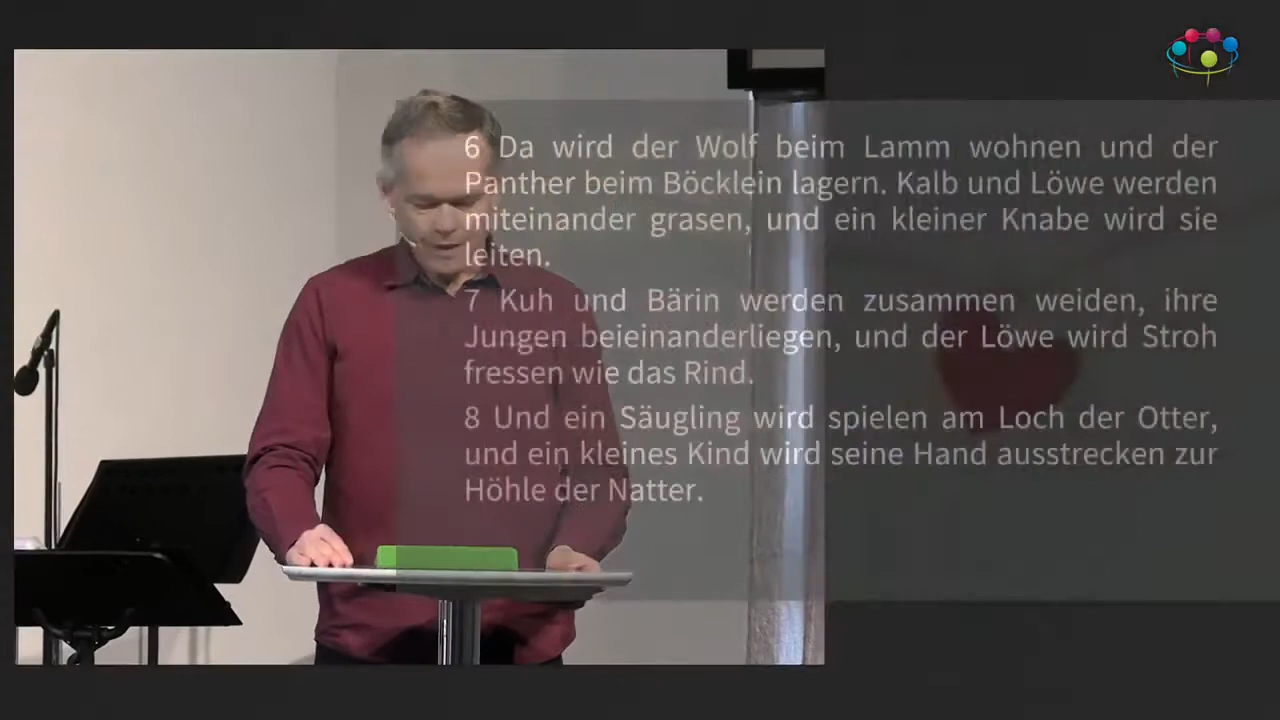 6 Da wird der Wolf beim Lamm wohnen und der
Panther beim Böcklein lagern. Kalb und Löwe werden
miteinander grasen, und ein kleiner Knabe wird sie
leiten.
7 Kuh und Bärin werden zusammen weiden, ihre
Jungen beieinanderliegen, und der Löwe wird Stroh
fressen wie das Rind.
8 Und ein Säugling wird spielen am Loch der Otter,
und ein kleines Kind wird seine Hand ausstrecken zur
Höhle der Natter.